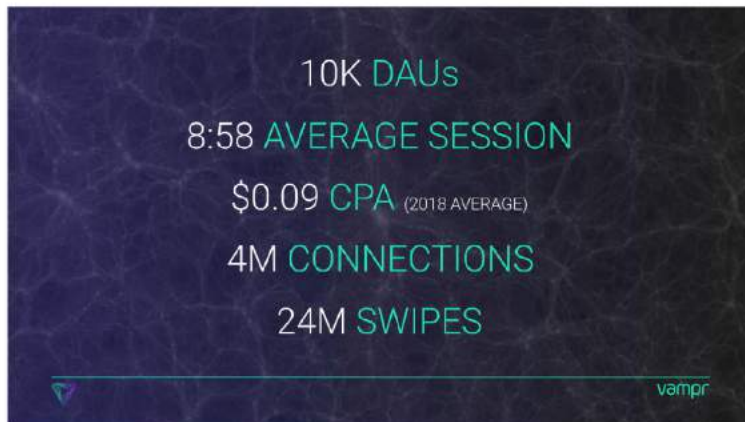 10K DAUs
8:58 AVERAGE SESSION
$0.09 CPA (2018 AVERAGE)
4M CONNECTIONS
24M SWIPES
vampr